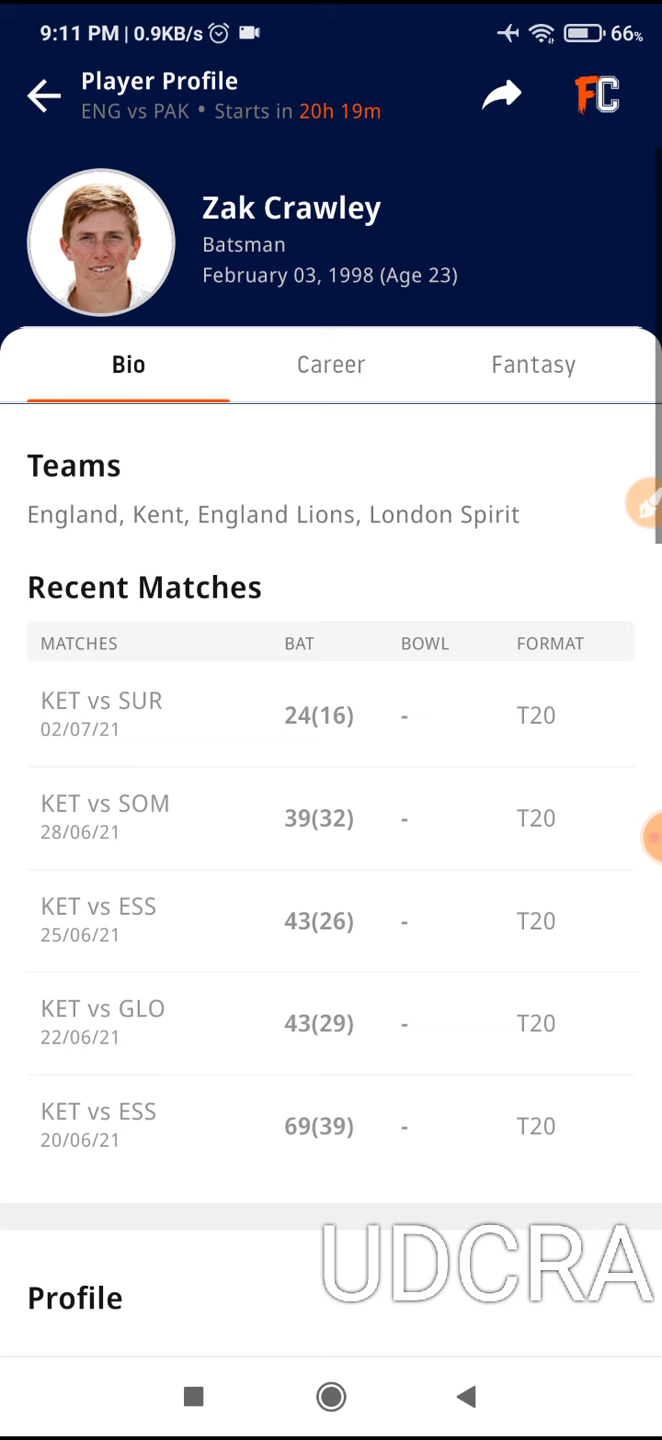 9:11 PM | 0.9KB/s 66%
Player Profile
ENG vs PAK • Starts in 20h 19m
FC
Zak Crawley
Batsman
February 03, 1998 (Age 23)
Bio Career Fantasy
Teams
England, Kent, England Lions, London Spirit
Recent Matches
MATCHES BAT BOWL FORMAT
KET vs SUR
02/07/21
24(16) - T20
KET vs SOM
28/06/21
39(32) - T20
KET vs ESS
25/06/21
43(26) - T20
KET vs GLO
22/06/21
43(29) - T20
KET vs ESS
20/06/21
69(39) - T20
UDCRA
Profile